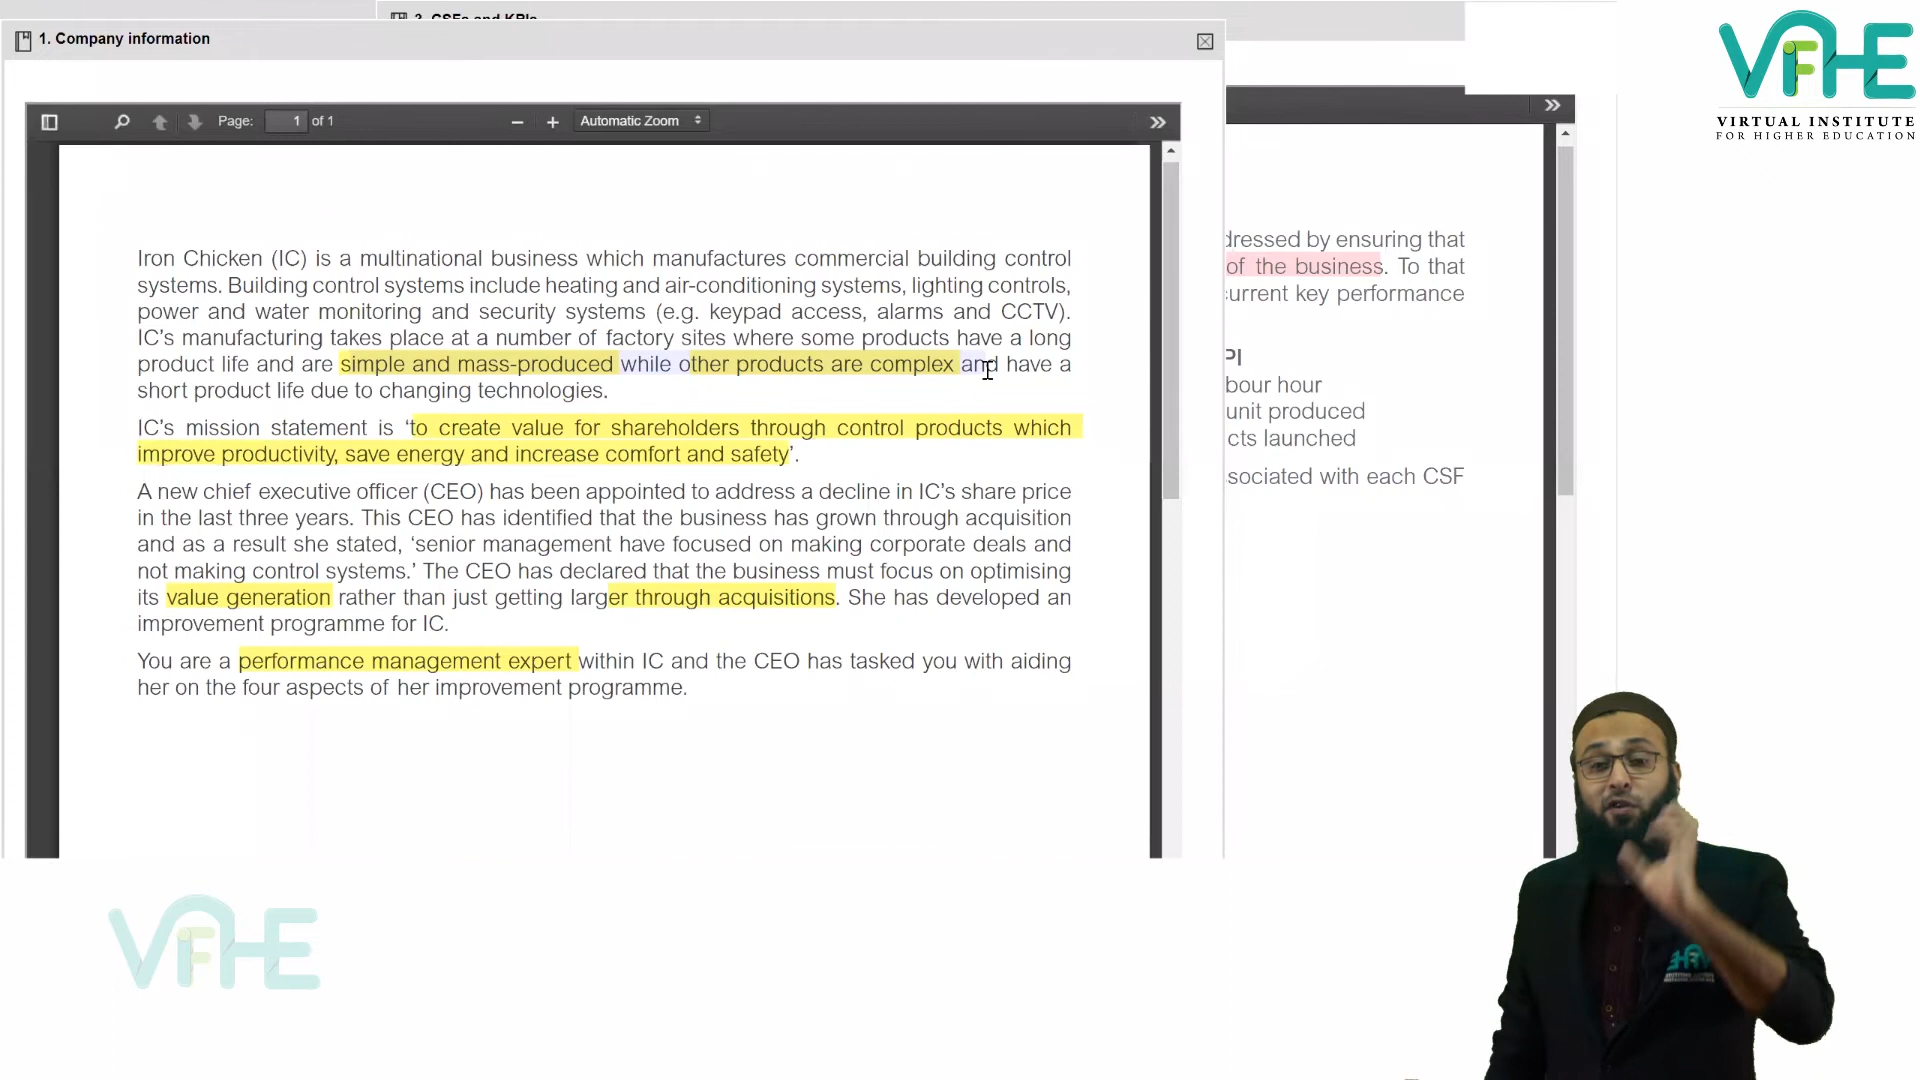 1. Company information
Page: 1 of 1
Automatic Zoom
Iron Chicken (IC) is a multinational business which manufactures commercial building control
systems. Building control systems include heating and air-conditioning systems, lighting controls,
power and water monitoring and security systems (e.g. keypad access, alarms and CCTV).
IC's manufacturing takes place at a number of factory sites where some products have a long
product life and are simple and mass-produced while other products are complex and have a
short product life due to changing technologies.
IC's mission statement is ‘to create value for shareholders through control products which
improve productivity, save energy and increase comfort and safety’.
A new chief executive officer (CEO) has been appointed to address a decline in IC's share price
in the last three years. This CEO has identified that the business has grown through acquisition
and as a result she stated, ‘senior management have focused on making corporate deals and
not making control systems.’ The CEO has declared that the business must focus on optimising
its value generation rather than just getting larger through acquisitions. She has developed an
improvement programme for IC.
You are a performance management expert within IC and the CEO has tasked you with aiding
her on the four aspects of her improvement programme.
CSFs and KPIs
dressed by ensuring that
of the business. To that
urrent key performance
PI
bour hour
unit produced
cts launched
sociated with each CSF
VIFHE
VIRTUAL INSTITUTE
FOR HIGHER EDUCATION
VIFHE